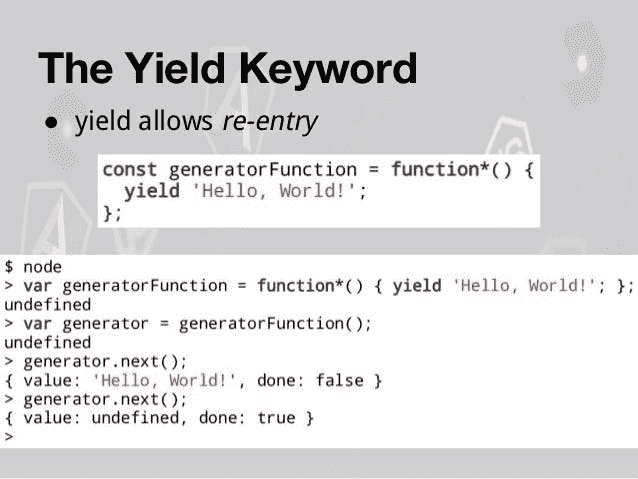 The Yield Keyword
● yield allows re-entry
const generatorFunction = function*() {
  yield 'Hello, World!';
};
$ node
> var generatorFunction = function*() { yield 'Hello, World!'; };
undefined
> var generator = generatorFunction();
undefined
> generator.next();
{ value: 'Hello, World!', done: false }
> generator.next();
{ value: undefined, done: true }
>